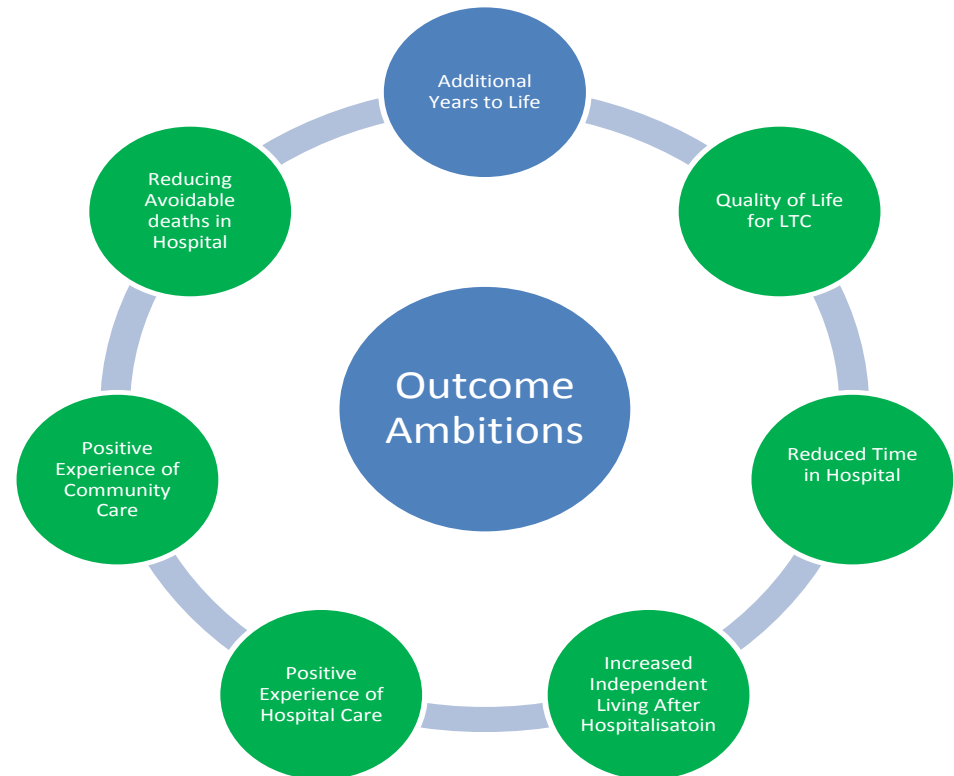 Additional
Years to Life
Quality of Life
for LTC
Reduced Time
in Hospital
Increased
Independent
Living After
Hospitalisatoin
Positive
Experience of
Hospital Care
Positive
Experience of
Community
Care
Reducing
Avoidable
deaths in
Hospital
Outcome
Ambitions